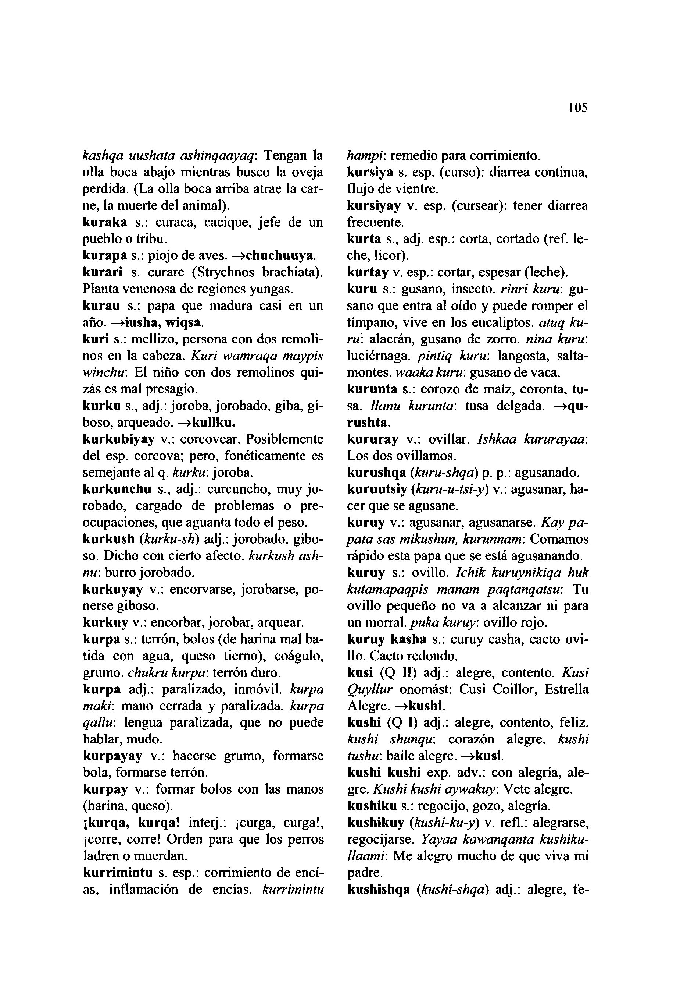 105
kashqa uushata ashinqaayaq: Tengan la
olla boca abajo mientras busco la oveja
perdida. (La olla boca arriba atrae la car-
ne, la muerte del animal).
kuraka s.: curaca, cacique, jefe de un
pueblo o tribu.
kurapa s.: piojo de aves. →chuchuuya.
kurari s. curare (Strychnos brachiata).
Planta venenosa de regiones yungas.
kurau s.: papa que madura casi en un
año. →iusha, wiqsa.
kuri s.: mellizo, persona con dos remoli-
nos en la cabeza. Kuri wamraqa maypis
winchu: El niño con dos remolinos qui-
zás es mal presagio.
kurku s., adj.: joroba, jorobado, giba, gi-
boso, arqueado. →kullku.
kurkubiyay v.: corcovear. Posiblemente
del esp. corcova; pero, fonéticamente es
semejante al q. kurku: joroba.
kurkunchu s., adj.: curcuncho, muy jo-
robado, cargado de problemas o pre-
ocupaciones, que aguanta todo el peso.
kurkush (kurku-sh) adj.: jorobado, gibo-
so. Dicho con cierto afecto. kurkush ash-
nu: burro jorobado.
kurkuyay v.: encorvarse, jorobarse, po-
nerse giboso.
kurkuy v.: encorbar, jorobar, arquear.
kurpa s.: terrón, bolos (de harina mal ba-
tida con agua, queso tierno), coágulo,
grumo. chukru kurpa: terrón duro.
kurpa adj.: paralizado, inmóvil. kurpa
maki: mano cerrada y paralizada. kurpa
qallu: lengua paralizada, que no puede
hablar, mudo.
kurpayay v.: hacerse grumo, formarse
bola, formarse terrón.
kurpay v.: formar bolos con las manos
(harina, queso).
¡kurqa, kurqa! interj.: ¡curga, curga!,
¡corre, corre! Orden para que los perros
ladren o muerdan.
kurrimintu s. esp.: corrimiento de encí-
as, inflamación de encías. kurrimintu
hampi: remedio para corrimiento.
kursiya s. esp. (curso): diarrea continua,
flujo de vientre.
kursiyay v. esp. (cursear): tener diarrea
frecuente.
kurta s., adj. esp.: corta, cortado (ref. le-
che, licor).
kurtay v. esp.: cortar, espesar (leche).
kuru s.: gusano, insecto. rinri kuru: gu-
sano que entra al oído y puede romper el
tímpano, vive en los eucaliptos. atuq ku-
ru: alacrán, gusano de zorro. nina kuru:
luciérnaga. pintiq kuru: langosta, salta-
montes. waaka kuru: gusano de vaca.
kurunta s.: corozo de maíz, coronta, tu-
sa. llanu kurunta: tusa delgada. →qu-
rushta.
kururay v.: ovillar. Ishkaa kururayaa:
Los dos ovillamos.
kurushqa (kuru-shqa) p. p.: agusanado.
kuruutsiy (kuru-u-tsi-y) v.: agusanar, ha-
cer que se agusane.
kuruy v.: agusanar, agusanarse. Kay pa-
pata sas mikushun, kurunnam: Comamos
rápido esta papa que se está agusanando.
kuruy s.: ovillo. Ichik kuruynikiqa huk
kutamapaqpis manam paqtanqatsu: Tu
ovillo pequeño no va a alcanzar ni para
un morral. puka kuruy: ovillo rojo.
kuruy kasha s.: curuy casha, cacto ovi-
llo. Cacto redondo.
kusi (Q II) adj.: alegre, contento. Kusi
Quyllur onomást: Cusi Coillor, Estrella
Alegre. →kushi.
kushi (Q I) adj.: alegre, contento, feliz.
kushi shunqu: corazón alegre. kushi
tushu: baile alegre. →kusi.
kushi kushi exp. adv.: con alegría, ale-
gre. Kushi kushi aywakuy: Vete alegre.
kushiku s.: regocijo, gozo, alegría.
kushikuy (kushi-ku-y) v. refl.: alegrarse,
regocijarse. Yayaa kawanqanta kushiku-
llaami: Me alegro mucho de que viva mi
padre.
kushishqa (kushi-shqa) adj.: alegre, fe-